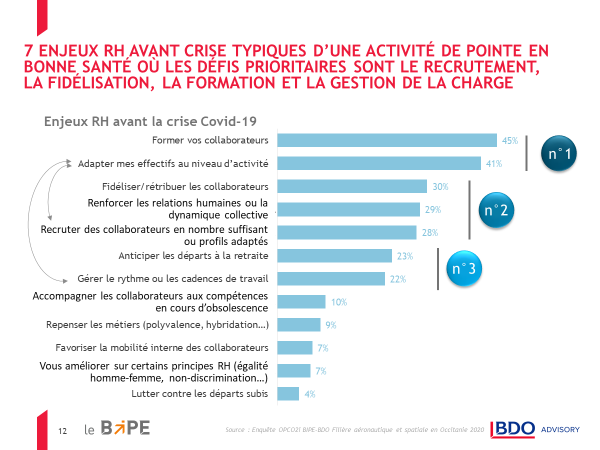 7 ENJEUX RH AVANT CRISE TYPIQUES D'UNE ACTIVITÉ DE POINTE EN
BONNE SANTÉ OÙ LES DÉFIS PRIORITAIRES SONT LE RECRUTEMENT,
LA FIDÉLISATION, LA FORMATION ET LA GESTION DE LA CHARGE
Enjeux RH avant la crise Covid-19
Former vos collaborateurs 45%
Adapter mes effectifs au niveau d'activité 41%
n°1
Fidéliser/rétribuer les collaborateurs 30%
Renforcer les relations humaines ou la
dynamique collective 29%
n°2
Recruter des collaborateurs en nombre suffisant
ou profils adaptés 28%
Anticiper les départs à la retraite 23%
n°3
Gérer le rythme ou les cadences de travail 22%
Accompagner les collaborateurs aux compétences
en cours d'obsolescence 10%
Repenser les métiers (polyvalence, hybridation…) 9%
Favoriser la mobilité interne des collaborateurs 7%
Vous améliorer sur certains principes RH (égalité
homme-femme, non-discrimination…) 7%
Lutter contre les départs subis 4%
12
le BIPE
Source : Enquête OPCO2I BIPE-BDO Filière aéronautique et spatiale en Occitanie 2020
BDO ADVISORY